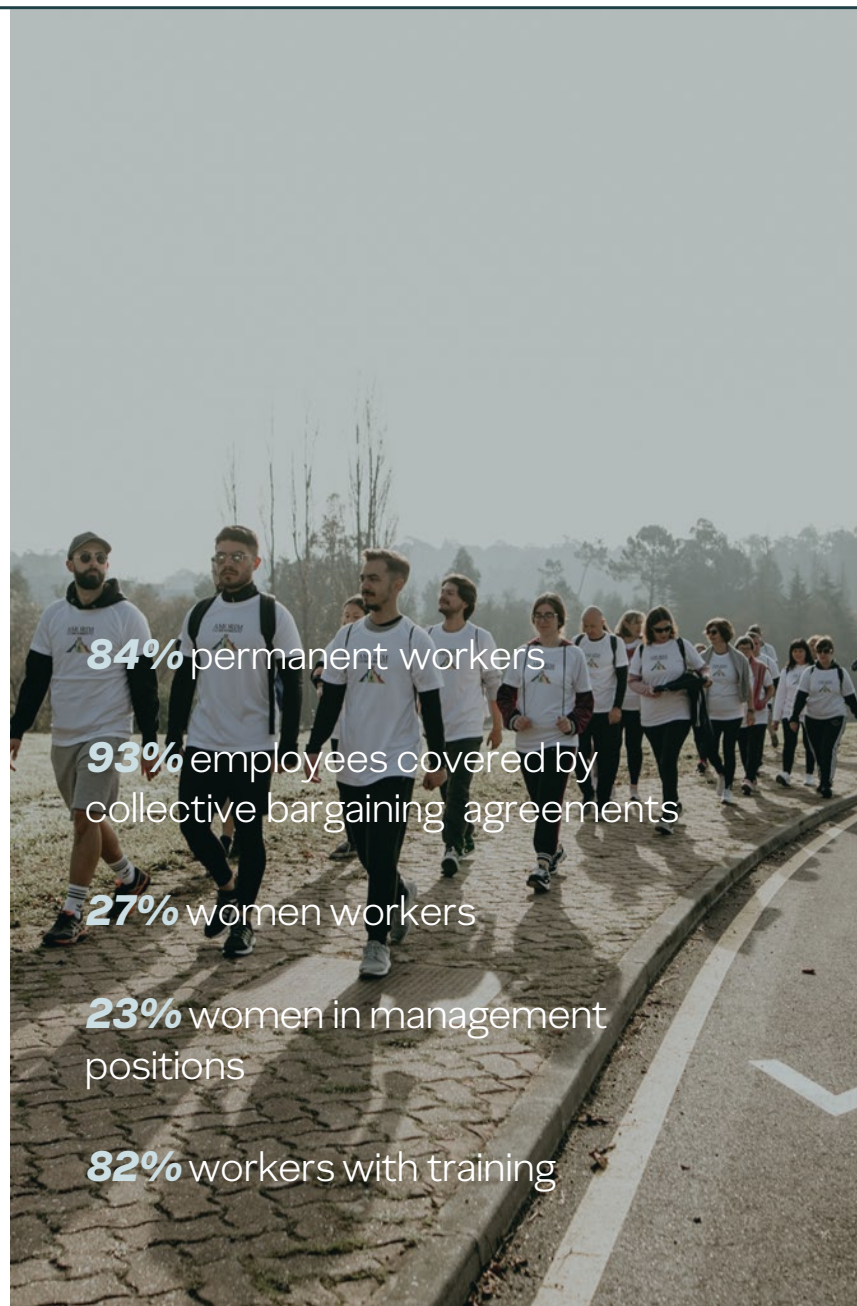 84% permanent workers
93% employees covered by
collective bargaining agreements
27% women workers
23% women in management
positions
82% workers with training